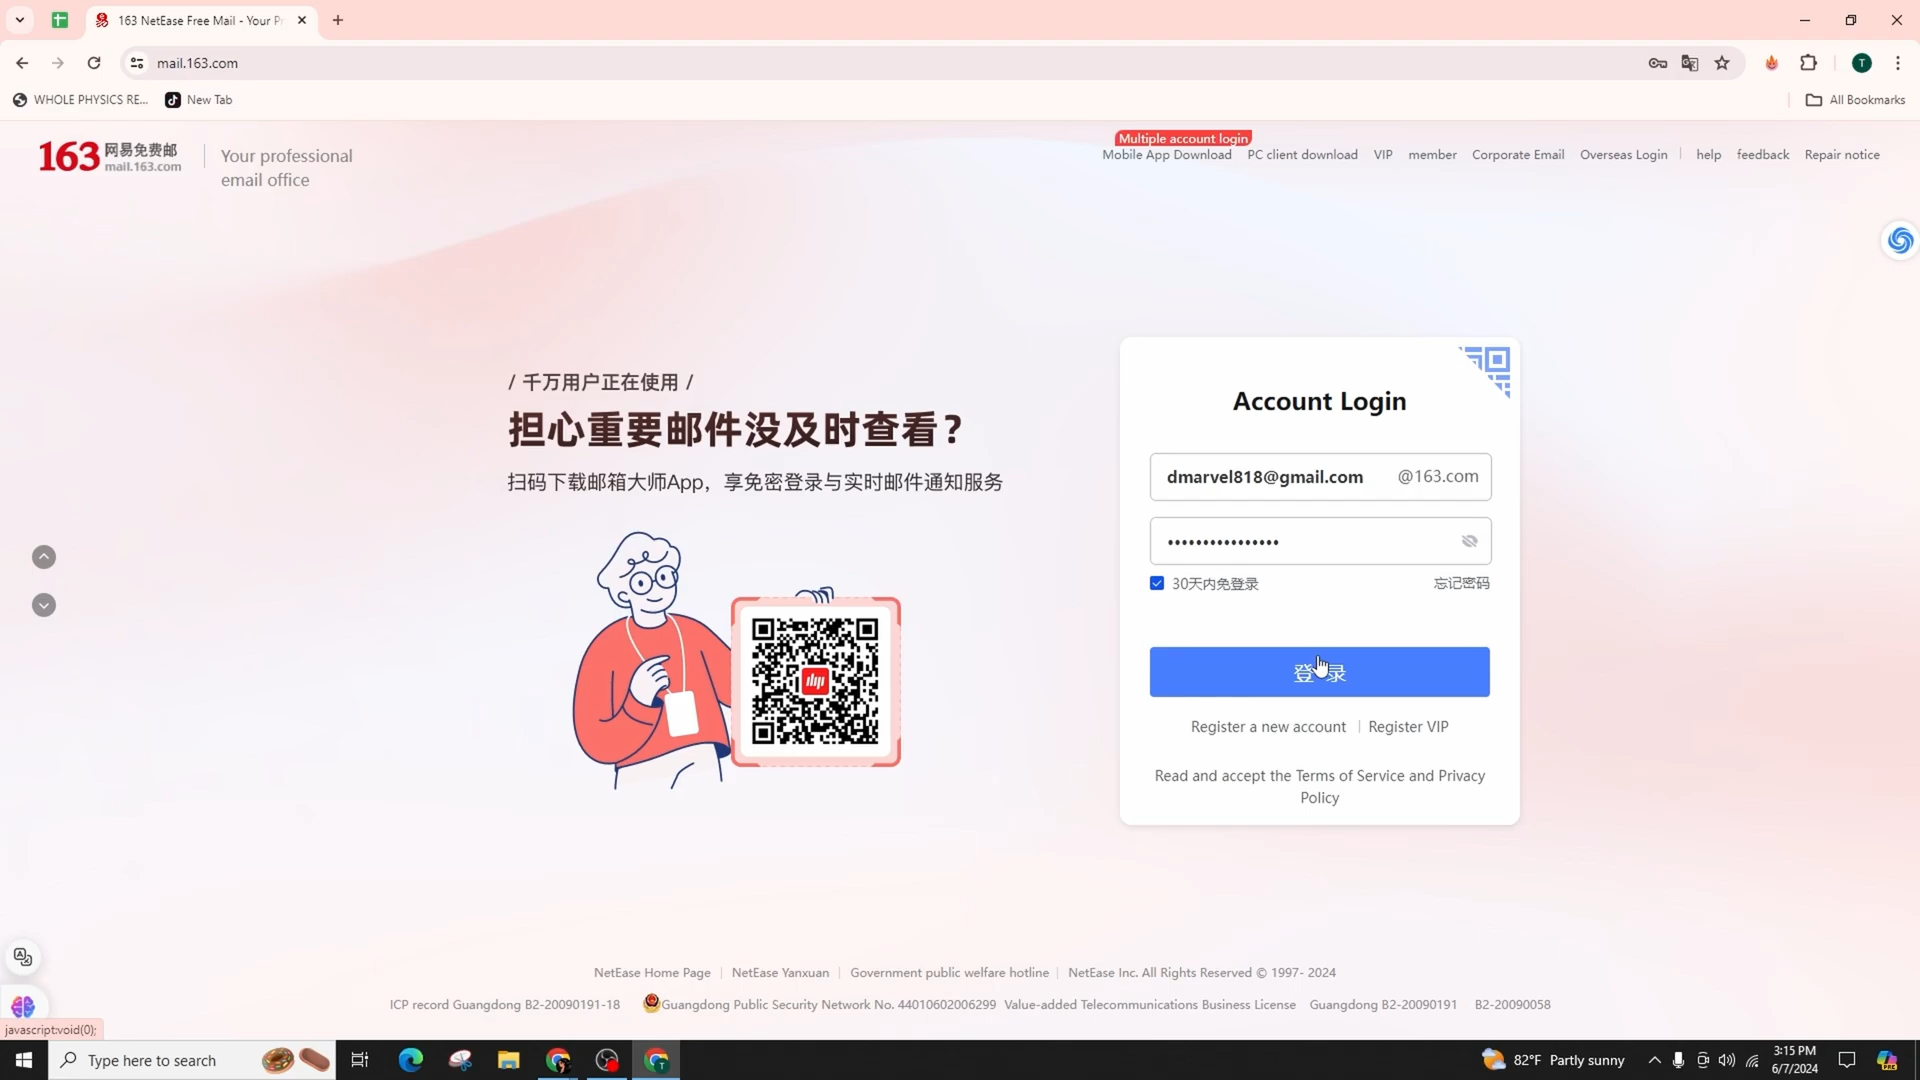 163 NetEase Free Mail - Your Pr
mail.163.com
T
WHOLE PHYSICS RE...
New Tab
All Bookmarks
163 网易免费邮
mail.163.com
Your professional
email office
Multiple account login
Mobile App Download
PC client download
VIP
member
Corporate Email
Overseas Login
help
feedback
Repair notice
/ 千万用户正在使用 /
担心重要邮件没及时查看？
扫码下载邮箱大师App，享免密登录与实时邮件通知服务
Account Login
dmarvel818@gmail.com
@163.com
••••••••••••••••
30天内免登录
忘记密码
登录
Register a new account
Register VIP
Read and accept the Terms of Service and Privacy
Policy
NetEase Home Page
NetEase Yanxuan
Government public welfare hotline
NetEase Inc. All Rights Reserved © 1997- 2024
ICP record Guangdong B2-20090191-18
Guangdong Public Security Network No. 44010602006299
Value-added Telecommunications Business License
Guangdong B2-20090191
B2-20090058
javascript:void(0);
Type here to search
82°F Partly sunny
3:15 PM
6/7/2024